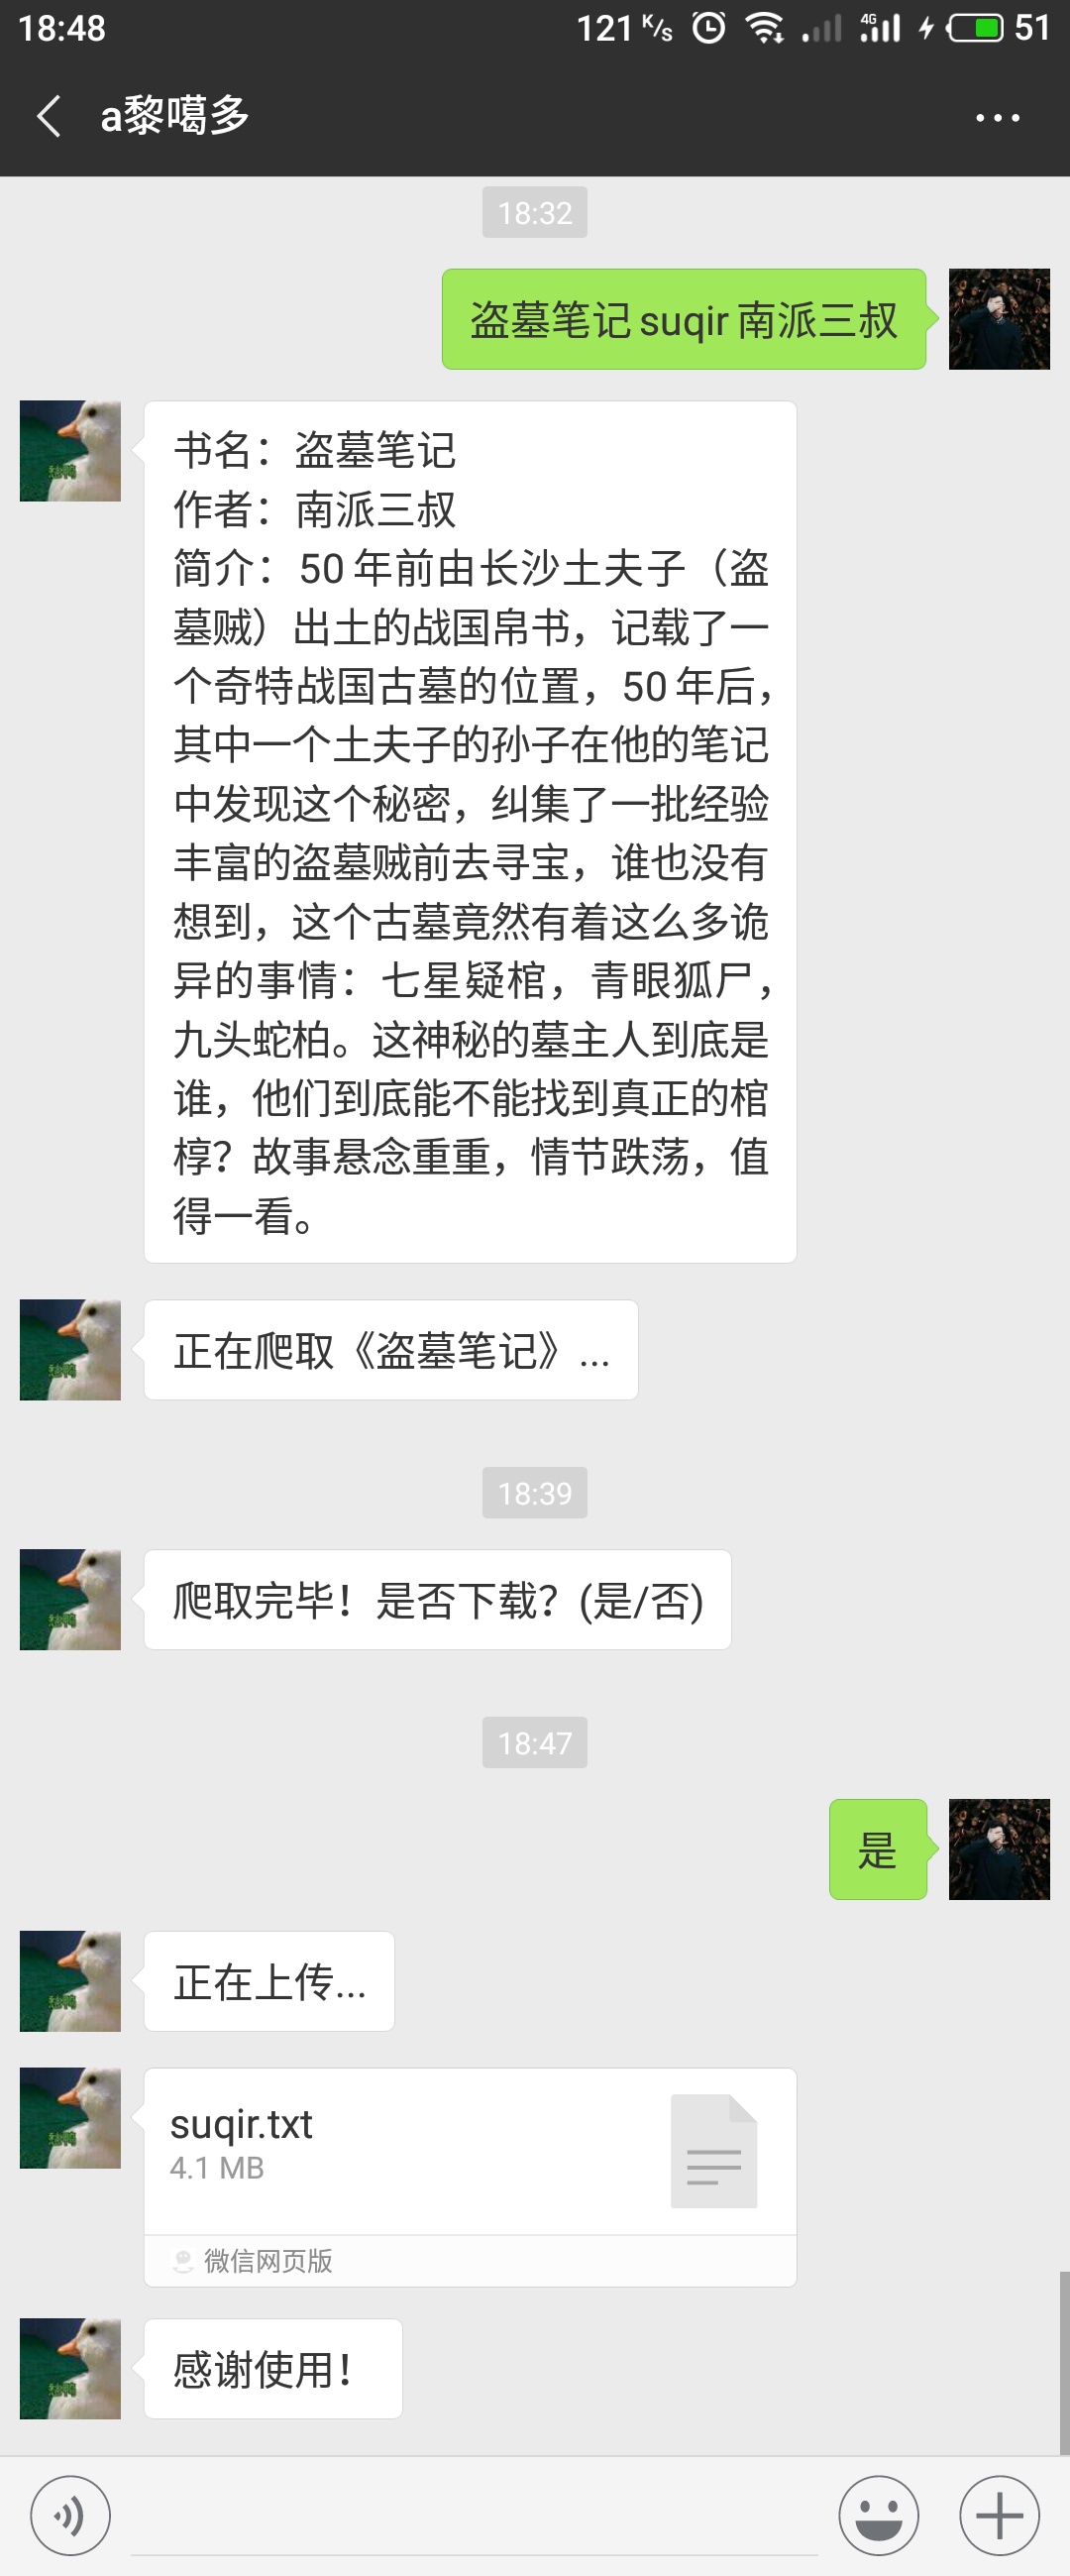 18:48
121 K/s
4G
51
a黎噶多
18:32
盗墓笔记 suqir 南派三叔
书名：盗墓笔记
作者：南派三叔
简介：50 年前由长沙土夫子（盗
墓贼）出土的战国帛书，记载了一
个奇特战国古墓的位置，50 年后，
其中一个土夫子的孙子在他的笔记
中发现这个秘密，纠集了一批经验
丰富的盗墓贼前去寻宝，谁也没有
想到，这个古墓竟然有着这么多诡
异的事情：七星疑棺，青眼狐尸，
九头蛇柏。这神秘的墓主人到底是
谁，他们到底能不能找到真正的棺
椁？故事悬念重重，情节跌荡，值
得一看。
正在爬取《盗墓笔记》...
18:39
爬取完毕！是否下载？(是/否)
18:47
是
正在上传...
suqir.txt
4.1 MB
微信网页版
感谢使用！